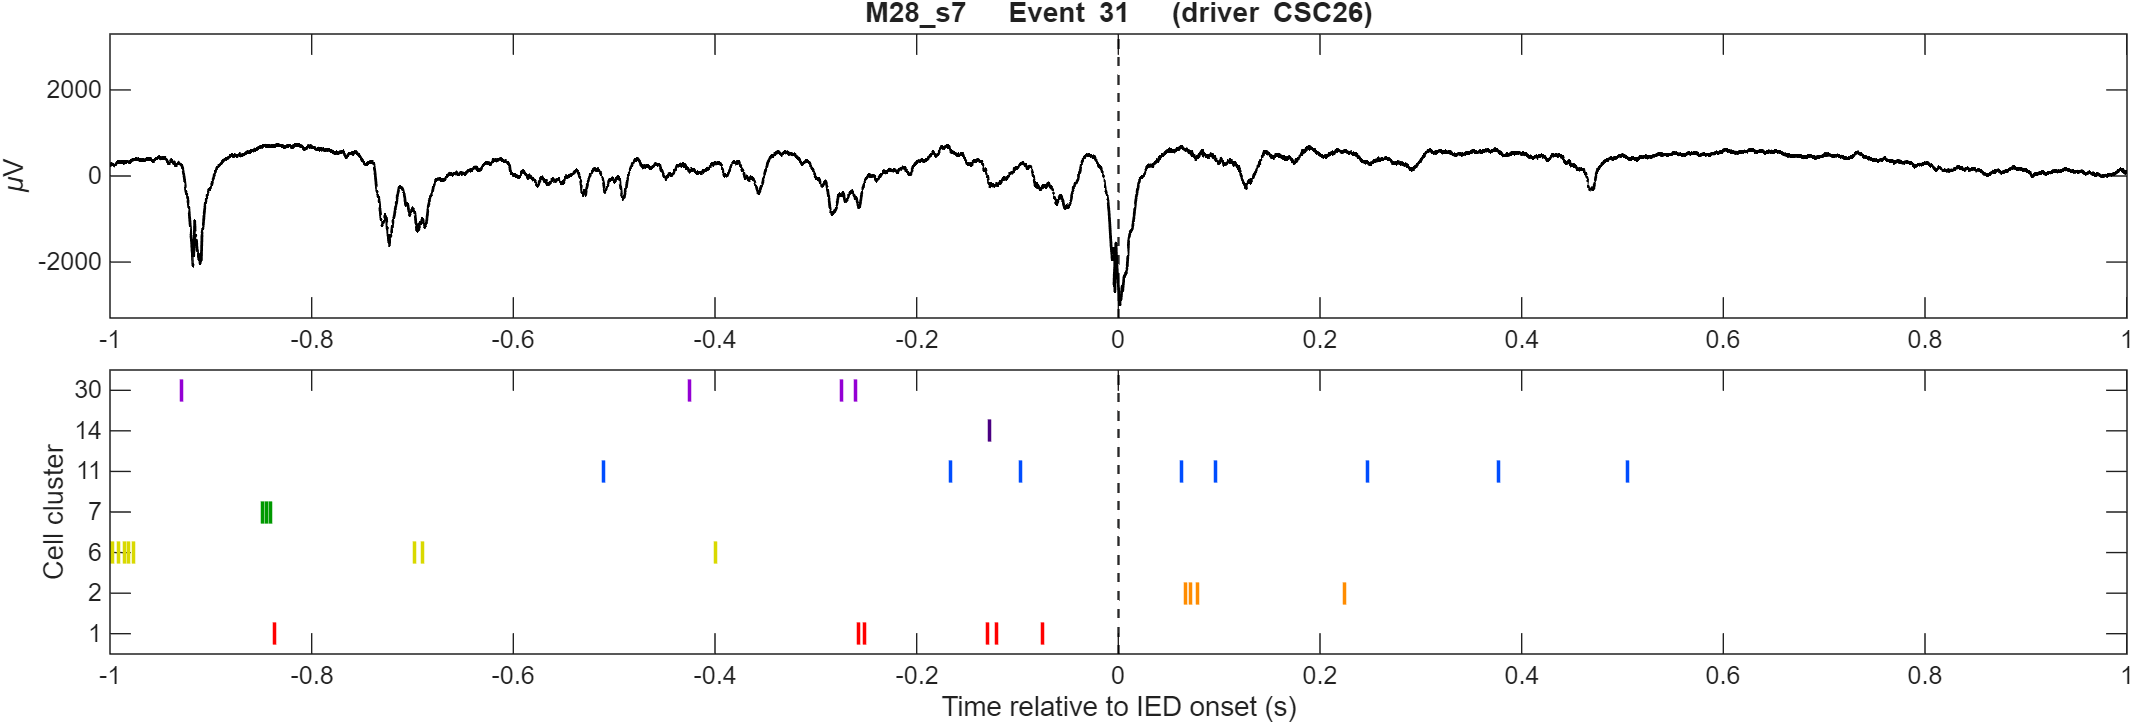 M28_s7 Event 31 (driver CSC26)
μV
2000
0
-2000
-1 -0.8 -0.6 -0.4 -0.2 0 0.2 0.4 0.6 0.8 1
Cell cluster
30
14
11
7
6
2
1
-1 -0.8 -0.6 -0.4 -0.2 0 0.2 0.4 0.6 0.8 1
Time relative to IED onset (s)